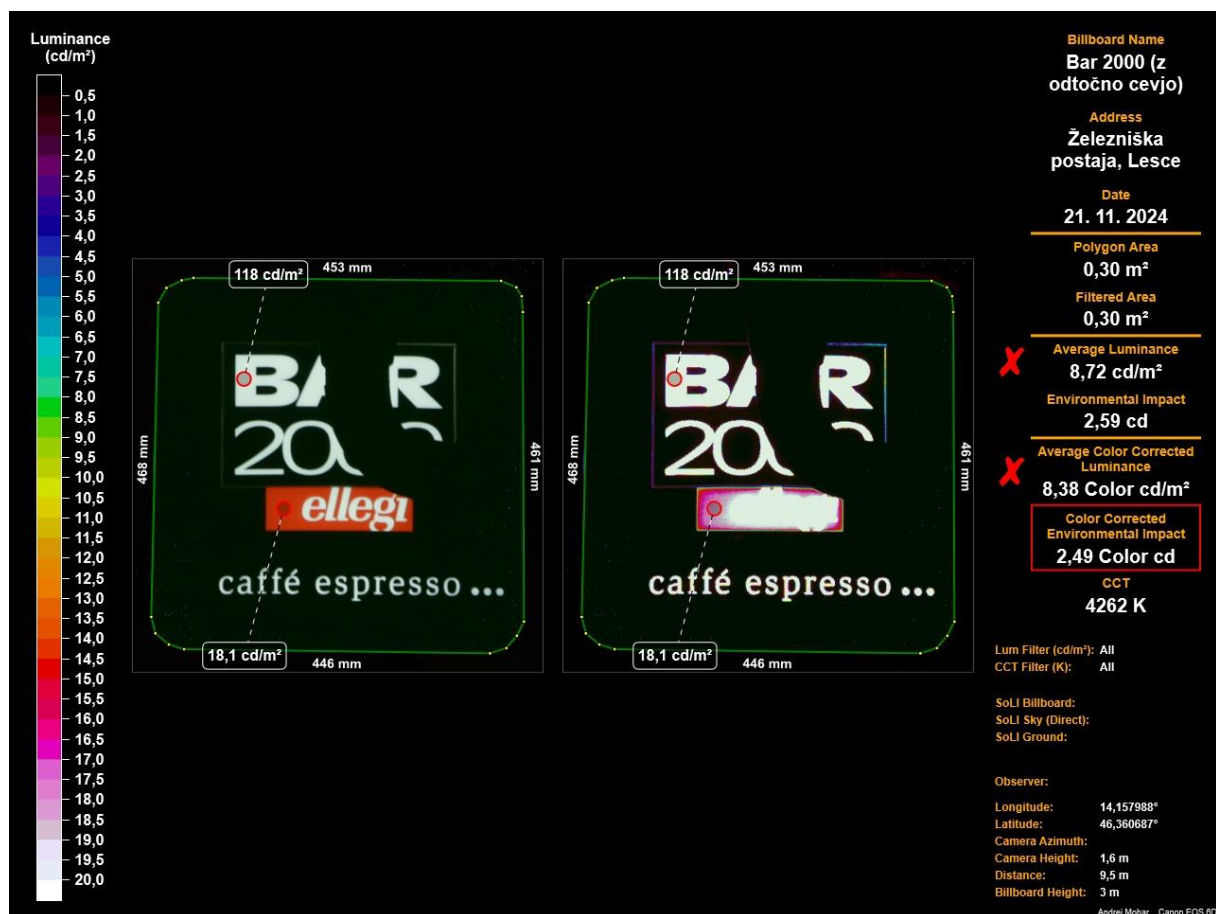 Luminance
(cd/m²)
0,5
1,0
1,5
2,0
2,5
3,0
3,5
4,0
4,5
5,0
5,5
6,0
6,5
7,0
7,5
8,0
8,5
9,0
9,5
10,0
10,5
11,0
11,5
12,0
12,5
13,0
13,5
14,0
14,5
15,0
15,5
16,0
16,5
17,0
17,5
18,0
18,5
19,0
19,5
20,0
453 mm
118 cd/m²
468 mm
461 mm
BAR
ellegi
caffé espresso ...
18,1 cd/m²
446 mm
453 mm
118 cd/m²
468 mm
461 mm
BAR
caffé espresso ...
18,1 cd/m²
446 mm
Billboard Name
Bar 2000 (z
odtočno cevjo)
Address
Železniška
postaja, Lesce
Date
21. 11. 2024
Polygon Area
0,30 m²
Filtered Area
0,30 m²
Average Luminance
8,72 cd/m²
Environmental Impact
2,59 cd
Average Color Corrected
Luminance
8,38 Color cd/m²
Color Corrected
Environmental Impact
2,49 Color cd
CCT
4262 K
Lum Filter (cd/m²): All
CCT Filter (K): All
SoLI Billboard:
SoLI Sky (Direct):
SoLI Ground:
Observer:
Longitude: 14,157988°
Latitude: 46,360687°
Camera Azimuth:
Camera Height: 1,6 m
Distance: 9,5 m
Billboard Height: 3 m
Andrej Mohar Canon EOS 6D